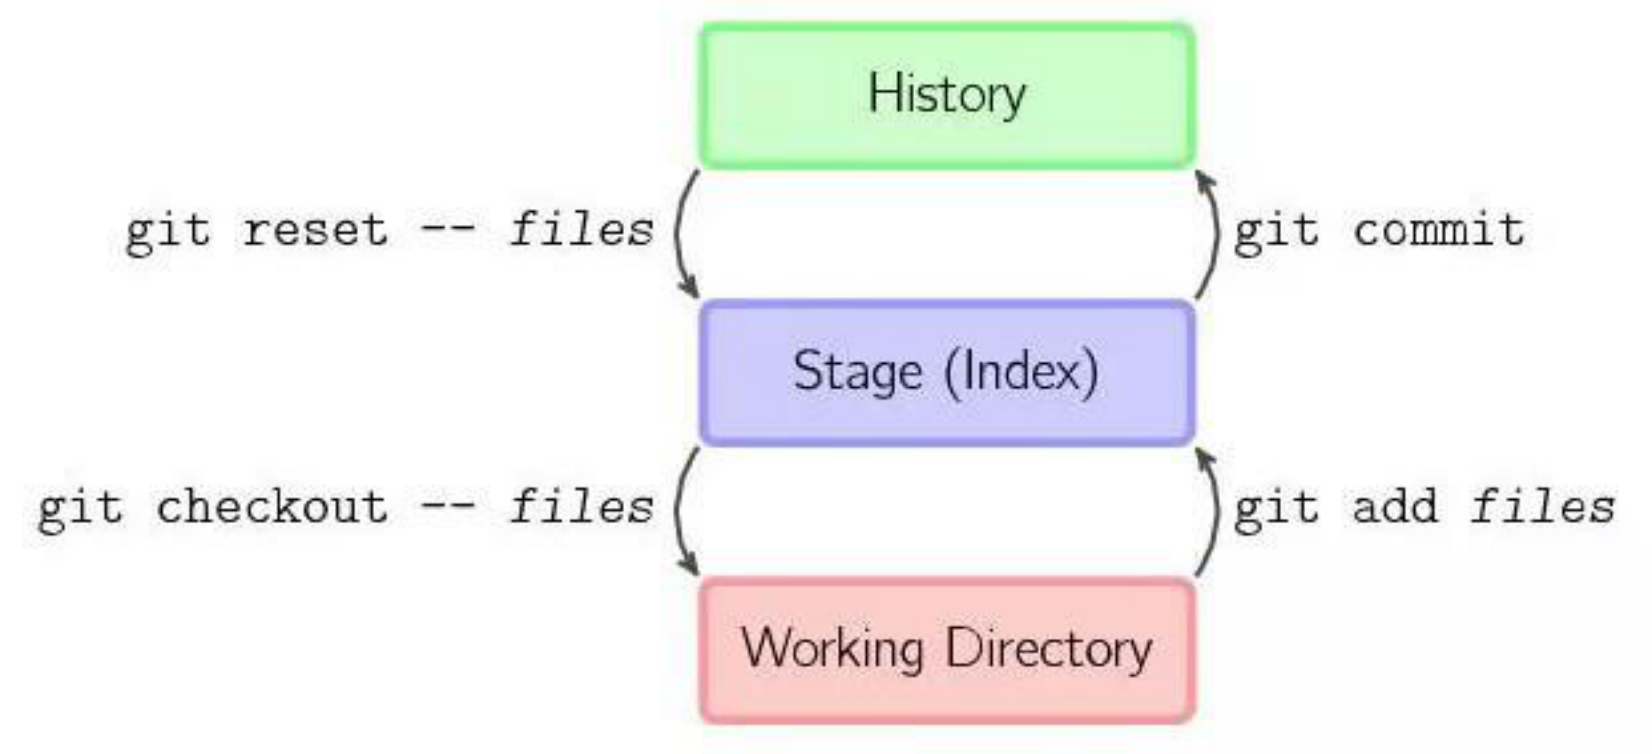 History
git reset -- files
git commit
Stage (Index)
git checkout -- files
git add files
Working Directory